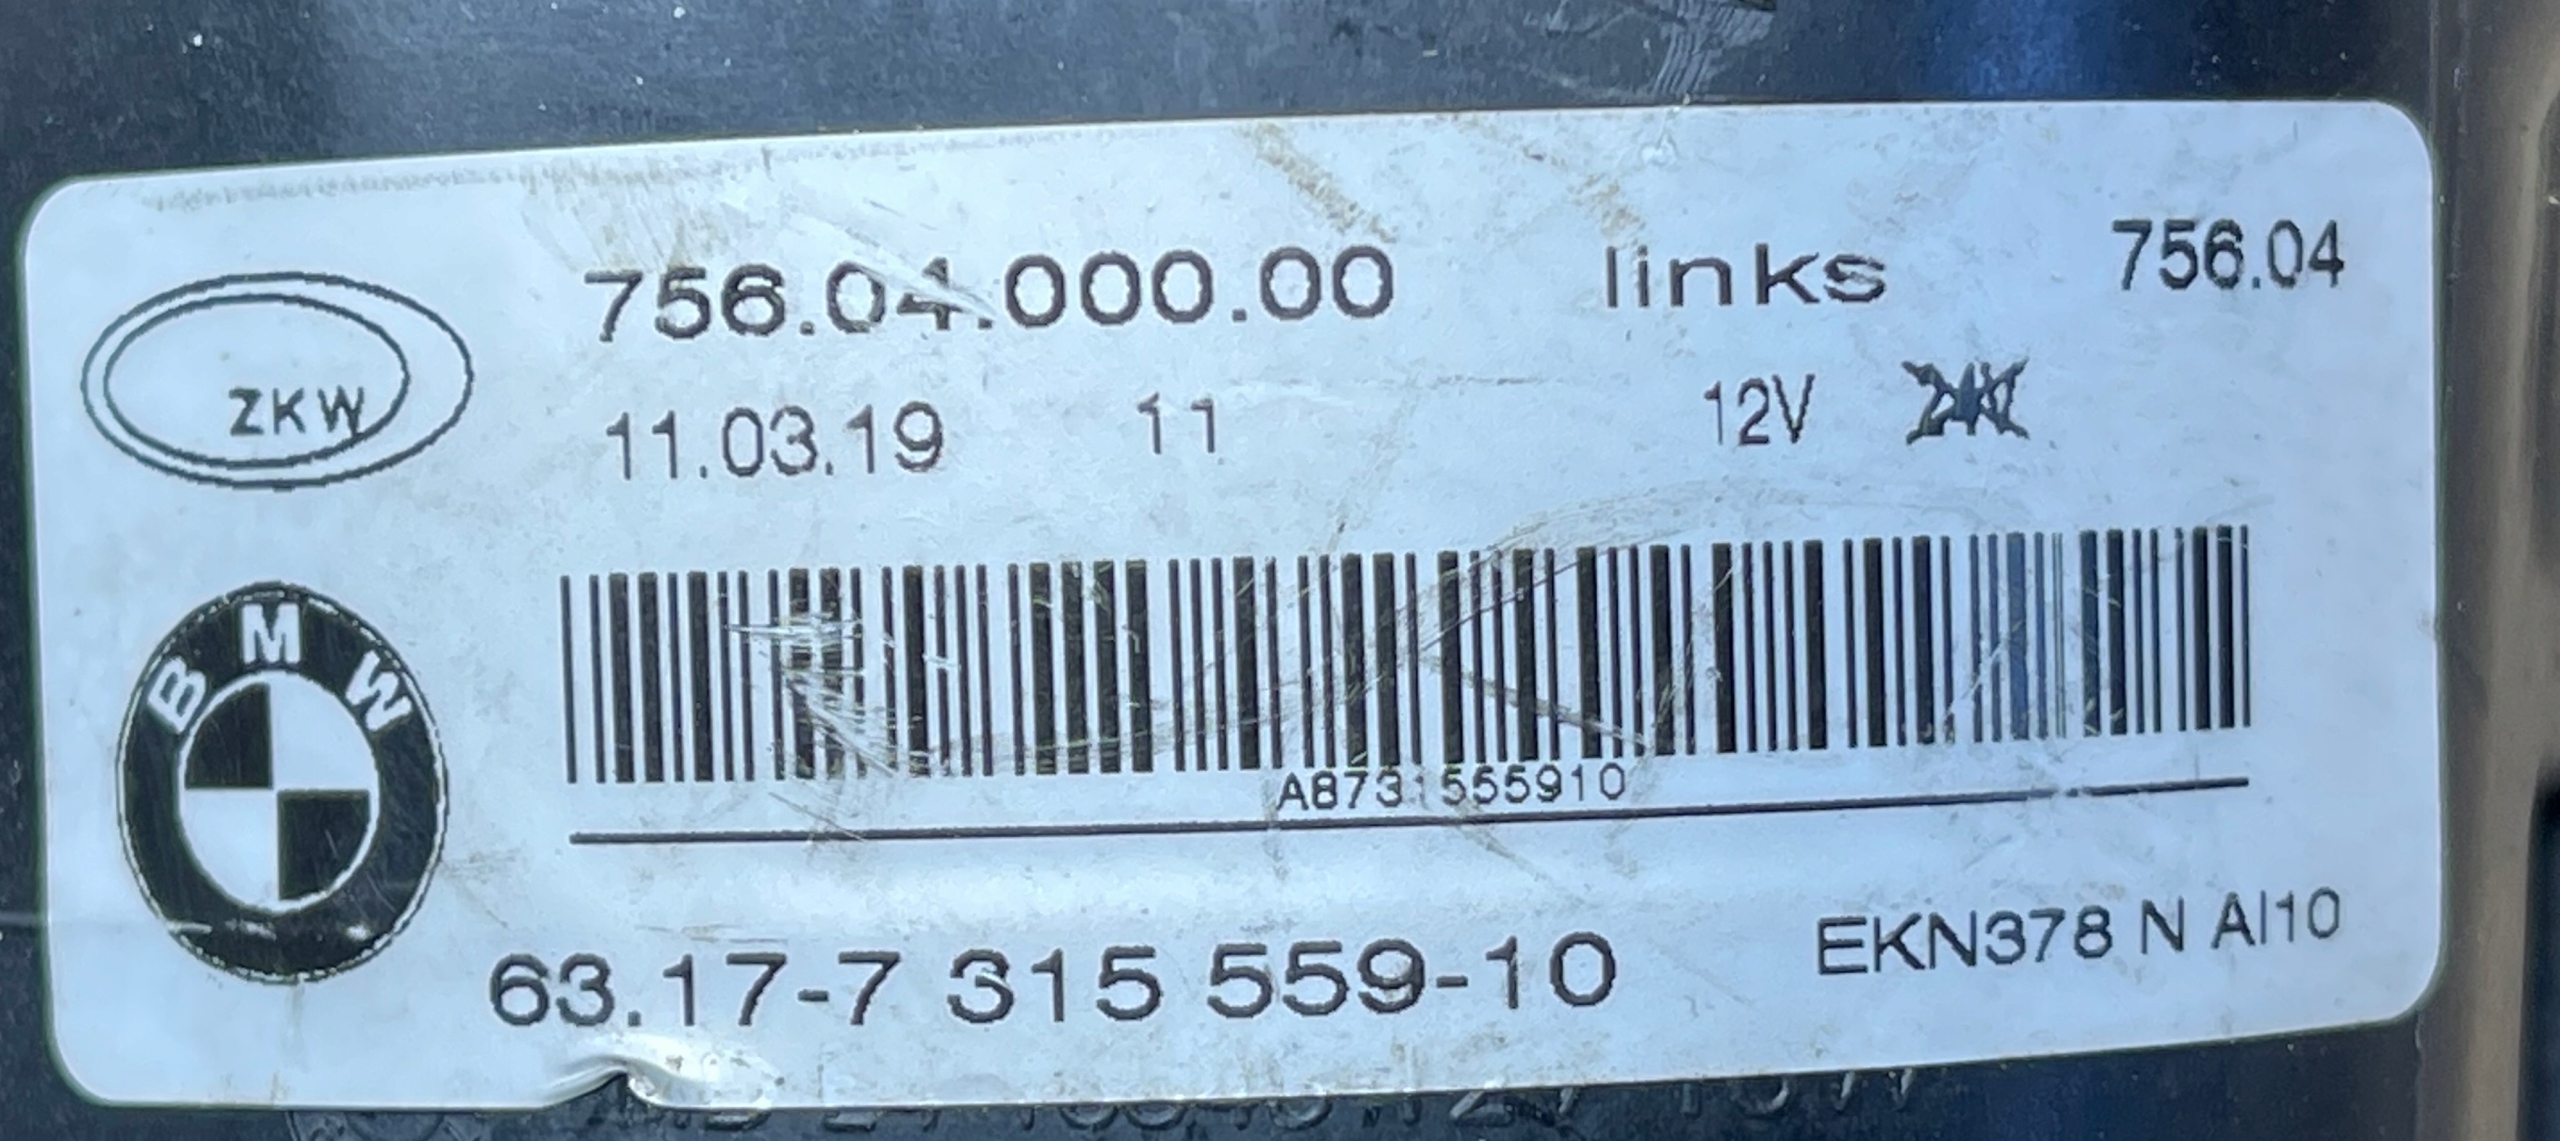 756.04.000.00 links 756.04
ZKW
11.03.19 11 12V
BMW
A8731555910
63.17-7 315 559-10 EKN378 N AI10